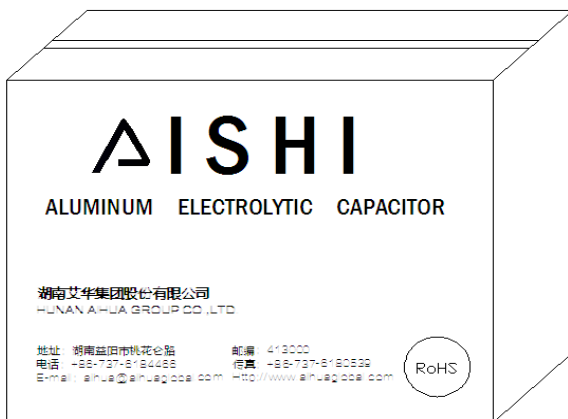 AISHI
ALUMINUM ELECTROLYTIC CAPACITOR
湖南艾华集团股份有限公司
HUNAN AIHUA GROUP CO.,LTD
地址: 湖南益阳市桃花仑路 邮编: 413000
电话: +86-737-6184488 传真: +86-737-6180539
E-mail: aihua@aihuaglobal.com Http://www.aihuaglobal.com
RoHS